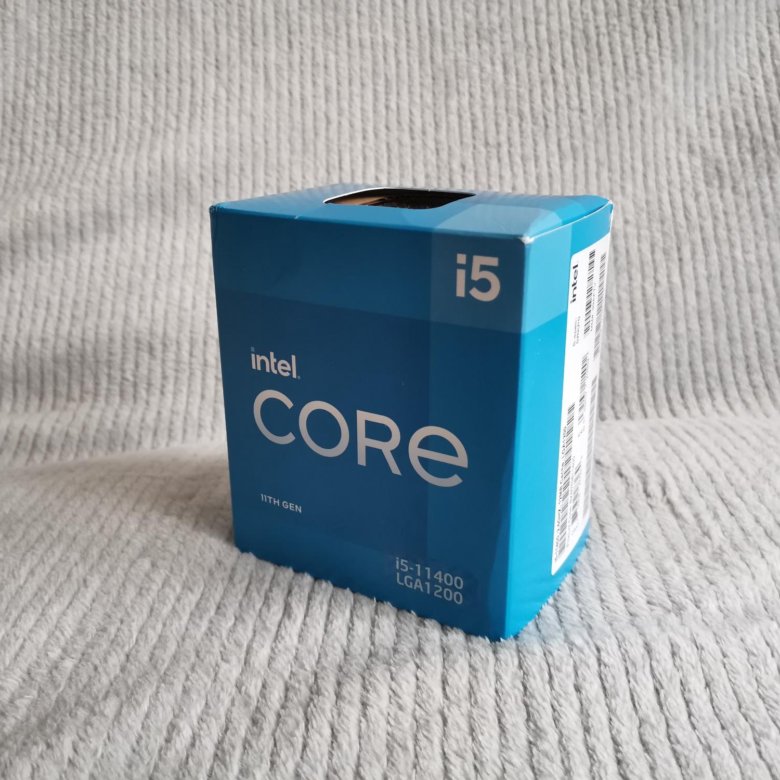 i5
intel
CORe
11TH GEN
i5-11400
LGA1200
intel